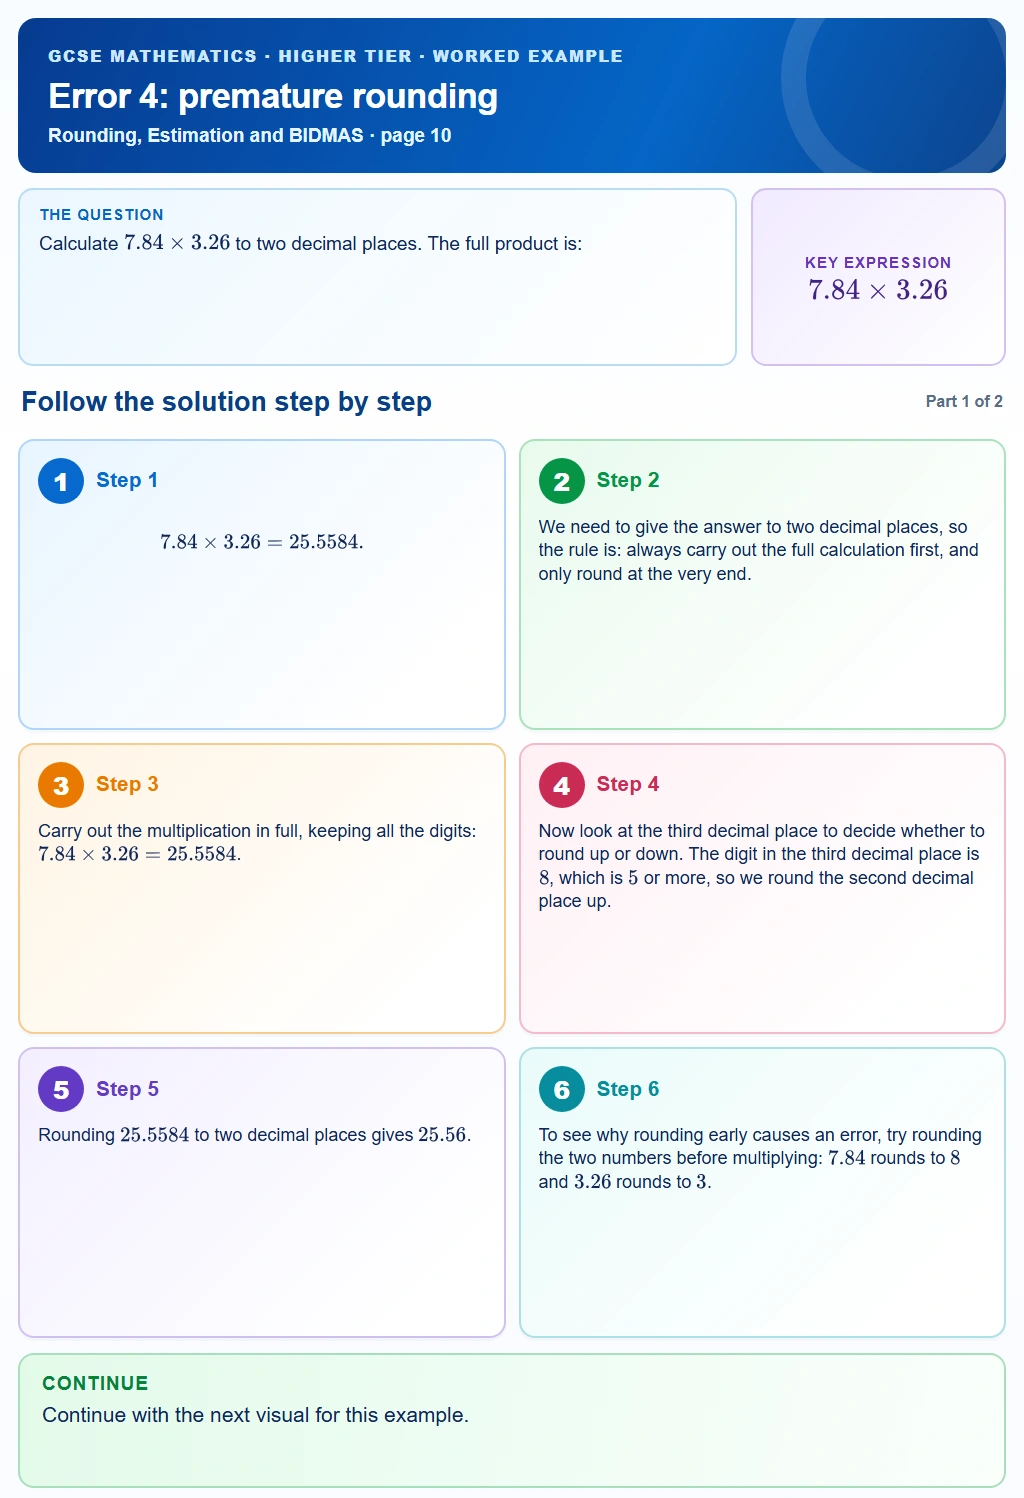 GCSE MATHEMATICS · HIGHER TIER · WORKED EXAMPLE
Error 4: premature rounding
Rounding, Estimation and BIDMAS · page 10
THE QUESTION
Calculate 7.84 × 3.26 to two decimal places. The full product is:
KEY EXPRESSION
7.84 × 3.26
Follow the solution step by step
Part 1 of 2
1 Step 1
7.84 × 3.26 = 25.5584.
2 Step 2
We need to give the answer to two decimal places, so
the rule is: always carry out the full calculation first, and
only round at the very end.
3 Step 3
Carry out the multiplication in full, keeping all the digits:
7.84 × 3.26 = 25.5584.
4 Step 4
Now look at the third decimal place to decide whether to
round up or down. The digit in the third decimal place is
8, which is 5 or more, so we round the second decimal
place up.
5 Step 5
Rounding 25.5584 to two decimal places gives 25.56.
6 Step 6
To see why rounding early causes an error, try rounding
the two numbers before multiplying: 7.84 rounds to 8
and 3.26 rounds to 3.
CONTINUE
Continue with the next visual for this example.